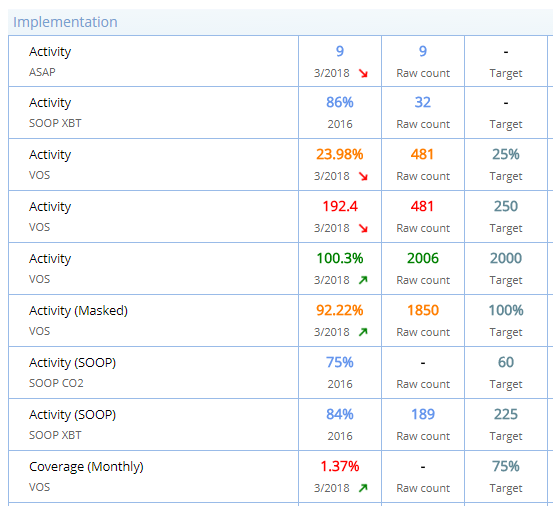 Implementation
Activity 9 9 -
ASAP 3/2018 Raw count Target
Activity 86% 32 -
SOOP XBT 2016 Raw count Target
Activity 23.98% 481 25%
VOS 3/2018 Raw count Target
Activity 192.4 481 250
VOS 3/2018 Raw count Target
Activity 100.3% 2006 2000
VOS 3/2018 Raw count Target
Activity (Masked) 92.22% 1850 100%
VOS 3/2018 Raw count Target
Activity (SOOP) 75% - 60
SOOP CO2 2016 Raw count Target
Activity (SOOP) 84% 189 225
SOOP XBT 2016 Raw count Target
Coverage (Monthly) 1.37% - 75%
VOS 3/2018 Raw count Target